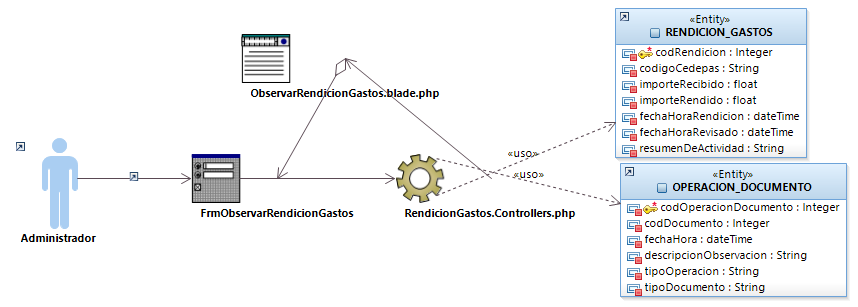 «Entity»
RENDICION_GASTOS
codRendicion : Integer
codigoCedepas : String
importeRecibido : float
importeRendido : float
fechaHoraRendicion : dateTime
fechaHoraRevisado : dateTime
resumenDeActividad : String
ObservarRendicionGastos.blade.php
«uso»
«uso»
«Entity»
OPERACION_DOCUMENTO
codOperacionDocumento : Integer
codDocumento : Integer
fechaHora : dateTime
descripcionObservacion : String
tipoOperacion : String
tipoDocumento : String
Administrador
FrmObservarRendicionGastos
RendicionGastos.Controllers.php